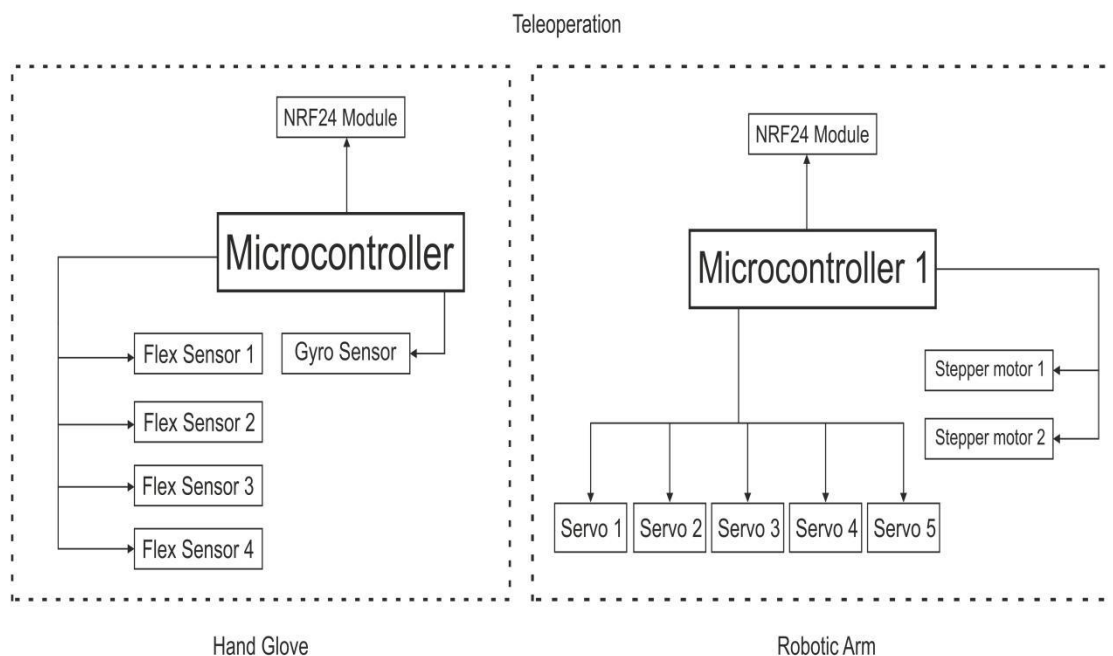 Teleoperation
NRF24 Module
Microcontroller
Flex Sensor 1
Gyro Sensor
Flex Sensor 2
Flex Sensor 3
Flex Sensor 4
Hand Glove
NRF24 Module
Microcontroller 1
Stepper motor 1
Stepper motor 2
Servo 1
Servo 2
Servo 3
Servo 4
Servo 5
Robotic Arm